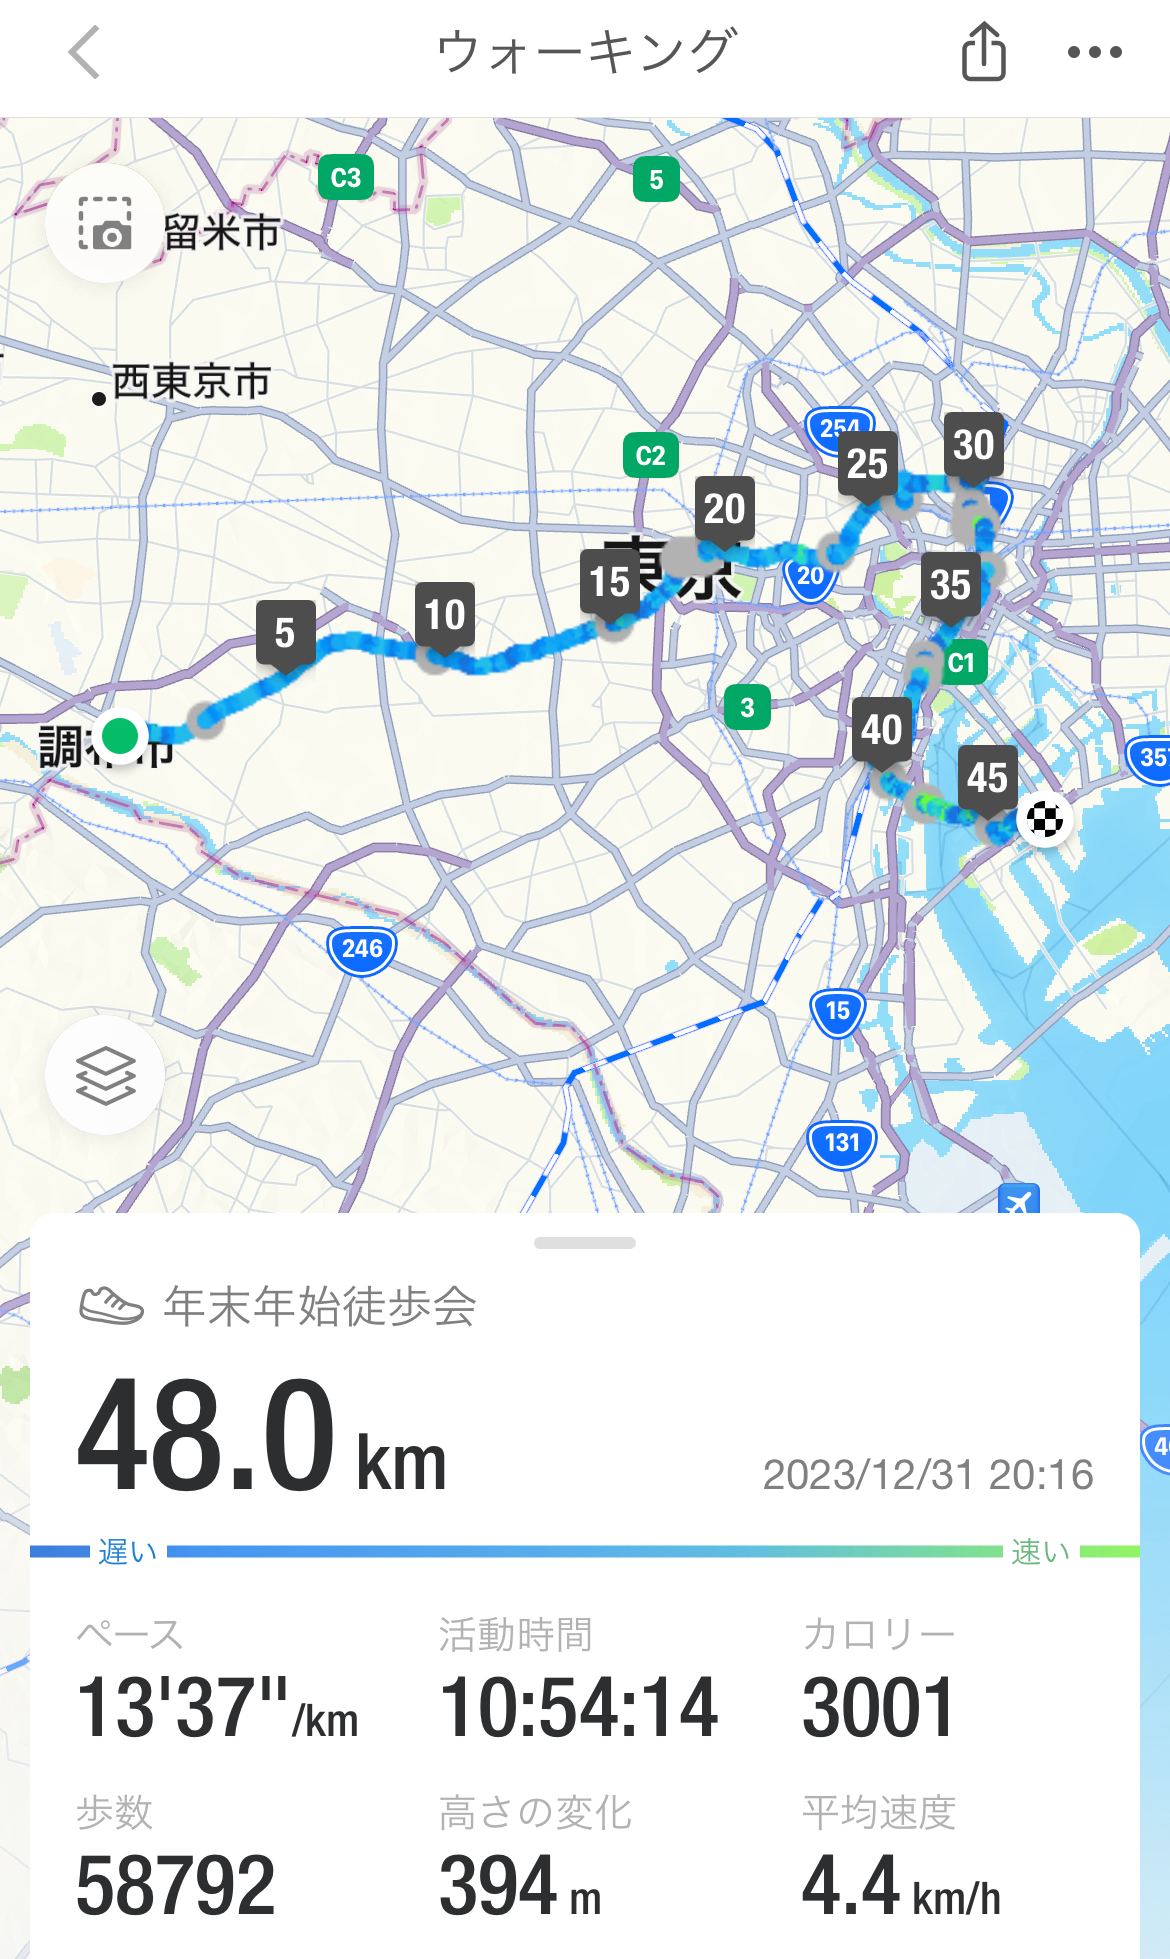 ウォーキング
C3
5
留米市
西東京市
254
30
25
C2
20
東京
15
20
10
5
35
C1
3
調布市
40
45
357
246
15
131
年末年始徒歩会
48.0 km
2023/12/31 20:16
遅い 速い
ペース 活動時間 カロリー
13'37"/km 10:54:14 3001
歩数 高さの変化 平均速度
58792 394 m 4.4 km/h